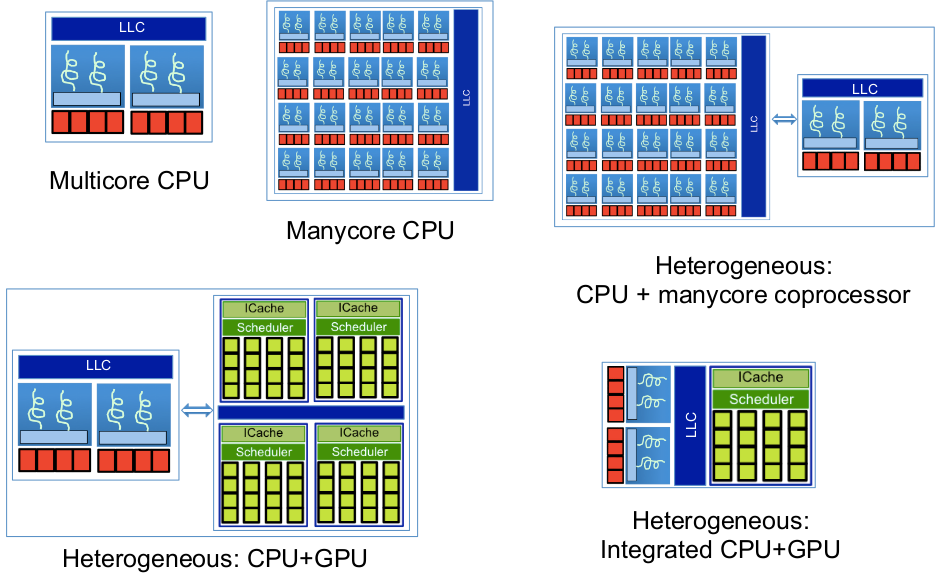 LLC
Multicore CPU
LLC
Manycore CPU
LLC
LLC
Heterogeneous:
CPU + manycore coprocessor
LLC
ICache
Scheduler
ICache
Scheduler
ICache
Scheduler
ICache
Scheduler
Heterogeneous: CPU+GPU
LLC
ICache
Scheduler
Heterogeneous:
Integrated CPU+GPU